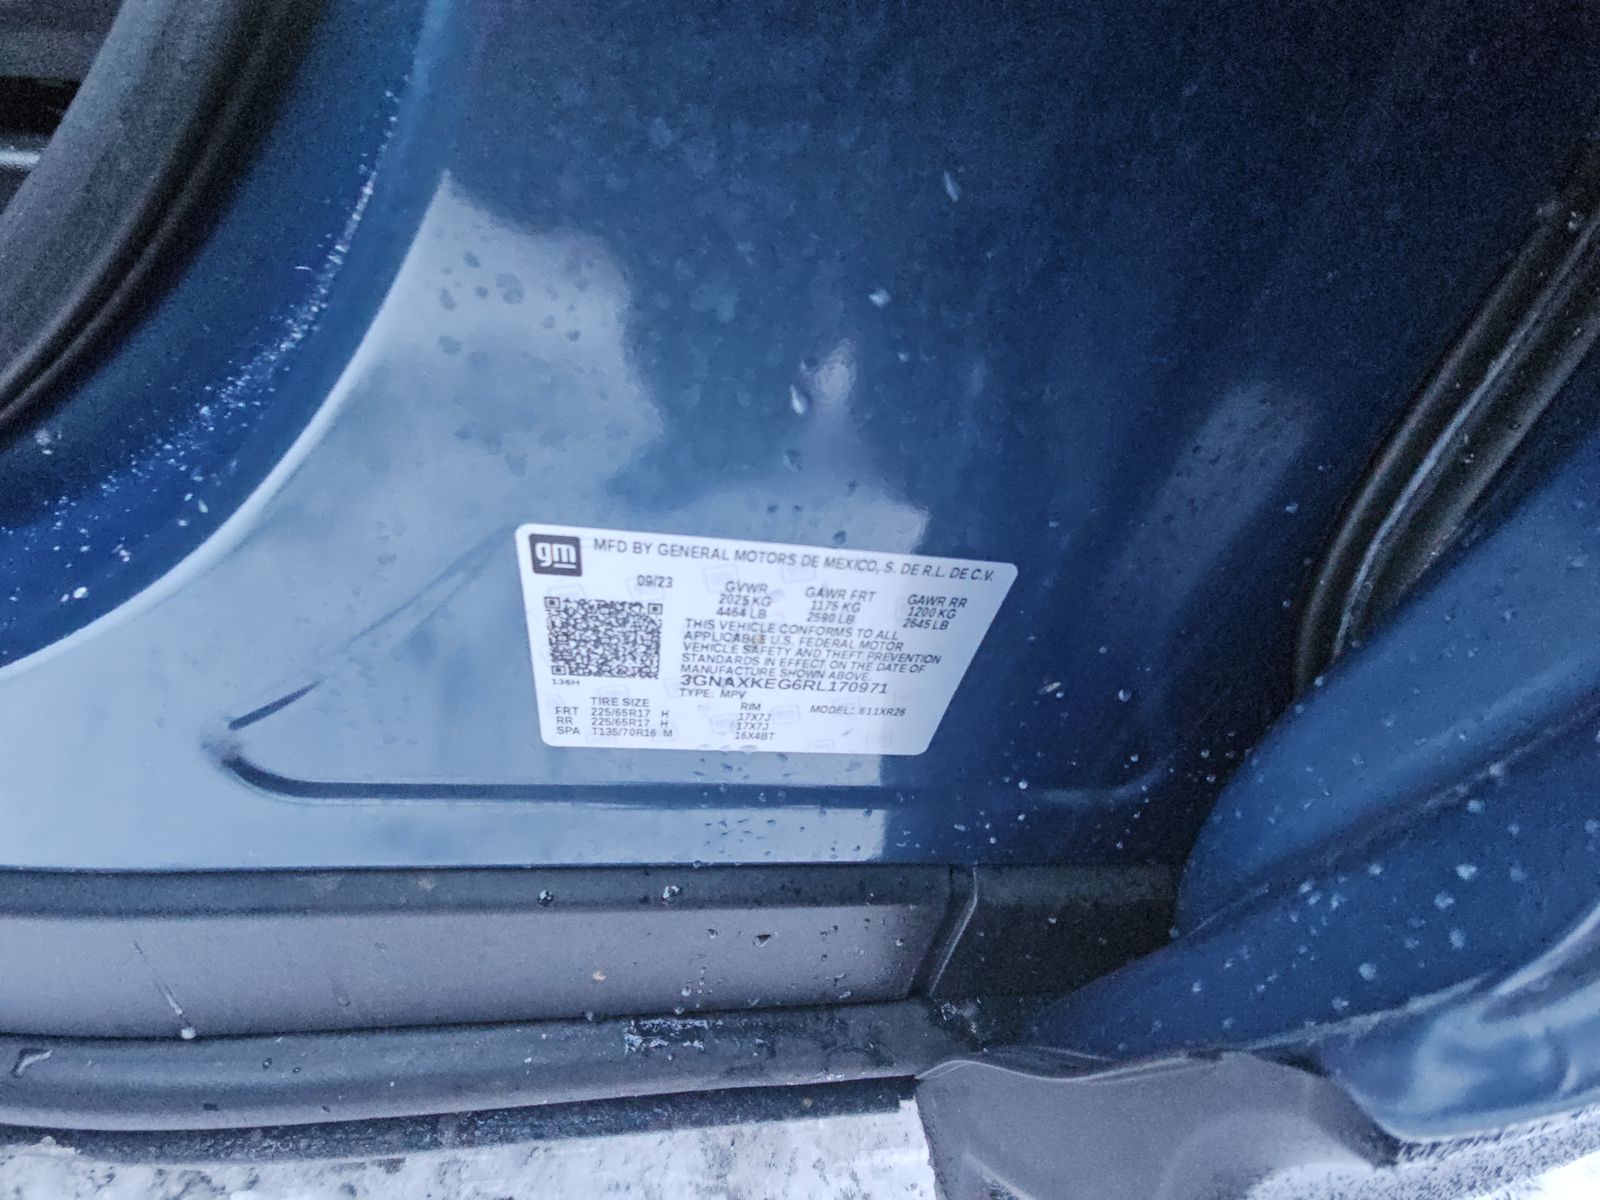 gm MFD BY GENERAL MOTORS DE MEXICO, S. DE R.L. DE C.V.
09/23
GVWR GAWR FRT GAWR RR
2025 KG 1175 KG 1200 KG
4464 LB 2590 LB 2645 LB
THIS VEHICLE CONFORMS TO ALL
APPLICABLE U.S. FEDERAL MOTOR
VEHICLE SAFETY AND THEFT PREVENTION
STANDARDS IN EFFECT ON THE DATE OF
MANUFACTURE SHOWN ABOVE.
136H
3GNAXKEG6RL170971
TYPE: MPV
TIRE SIZE RIM MODEL: 611XR26
FRT 225/65R17 H 17X7J
RR 225/65R17 H 17X7J
SPA T135/70R16 M 16X4BT